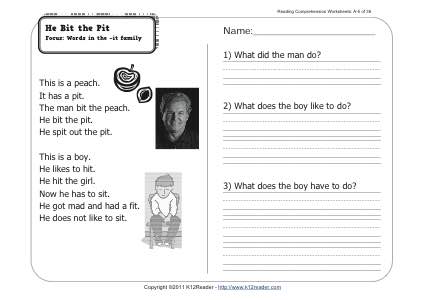 Reading Comprehension Worksheets: A-6 of 36
He Bit the Pit
Focus: Words in the -it family
Name:
This is a peach.
It has a pit.
The man bit the peach.
He bit the pit.
He spit out the pit.
This is a boy.
He likes to hit.
He hit the girl.
Now he has to sit.
He got mad and had a fit.
He does not like to sit.
1) What did the man do?
2) What does the boy like to do?
3) What does the boy have to do?
Copyright ©2011 K12Reader - http://www.k12reader.com